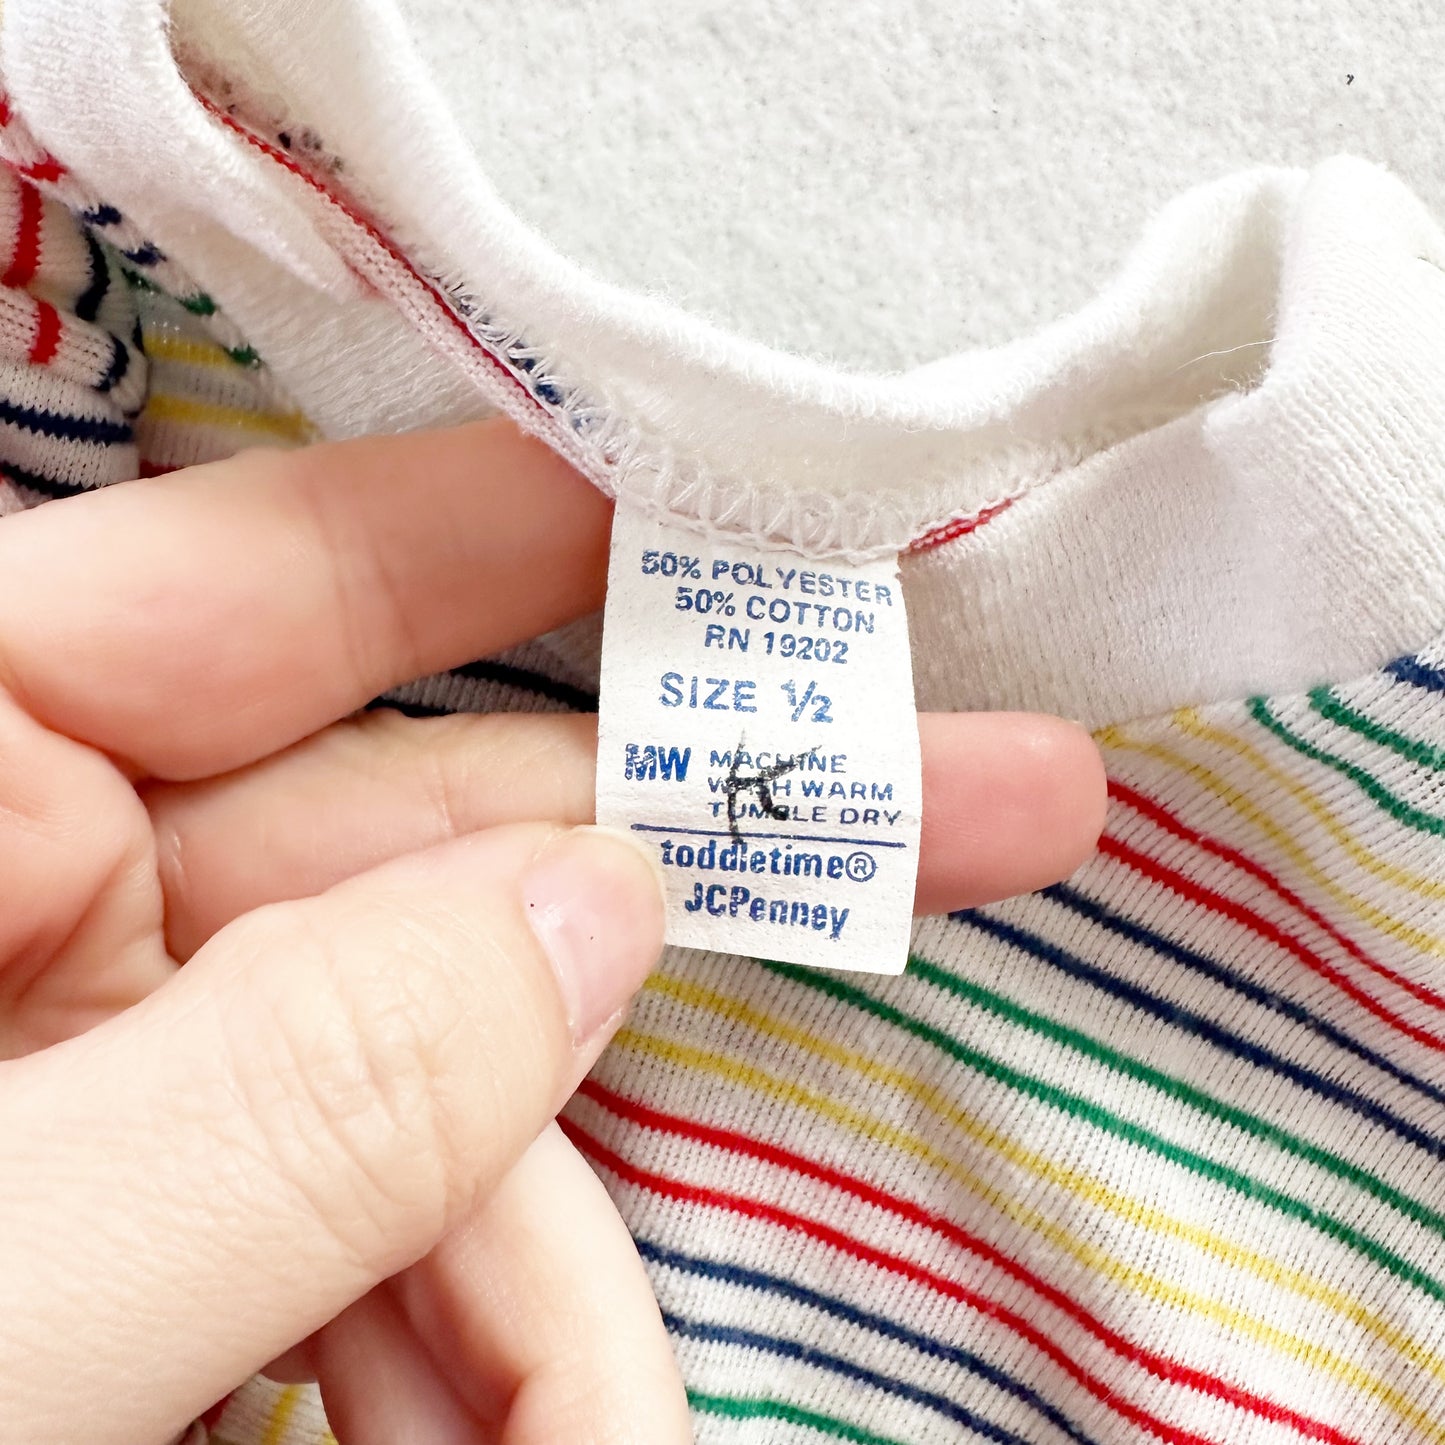 50% POLYESTER
50% COTTON
RN 19202
SIZE 1/2
MW MACHINE
WASH WARM
TUMBLE DRY
K
toddletime®
JCPenney